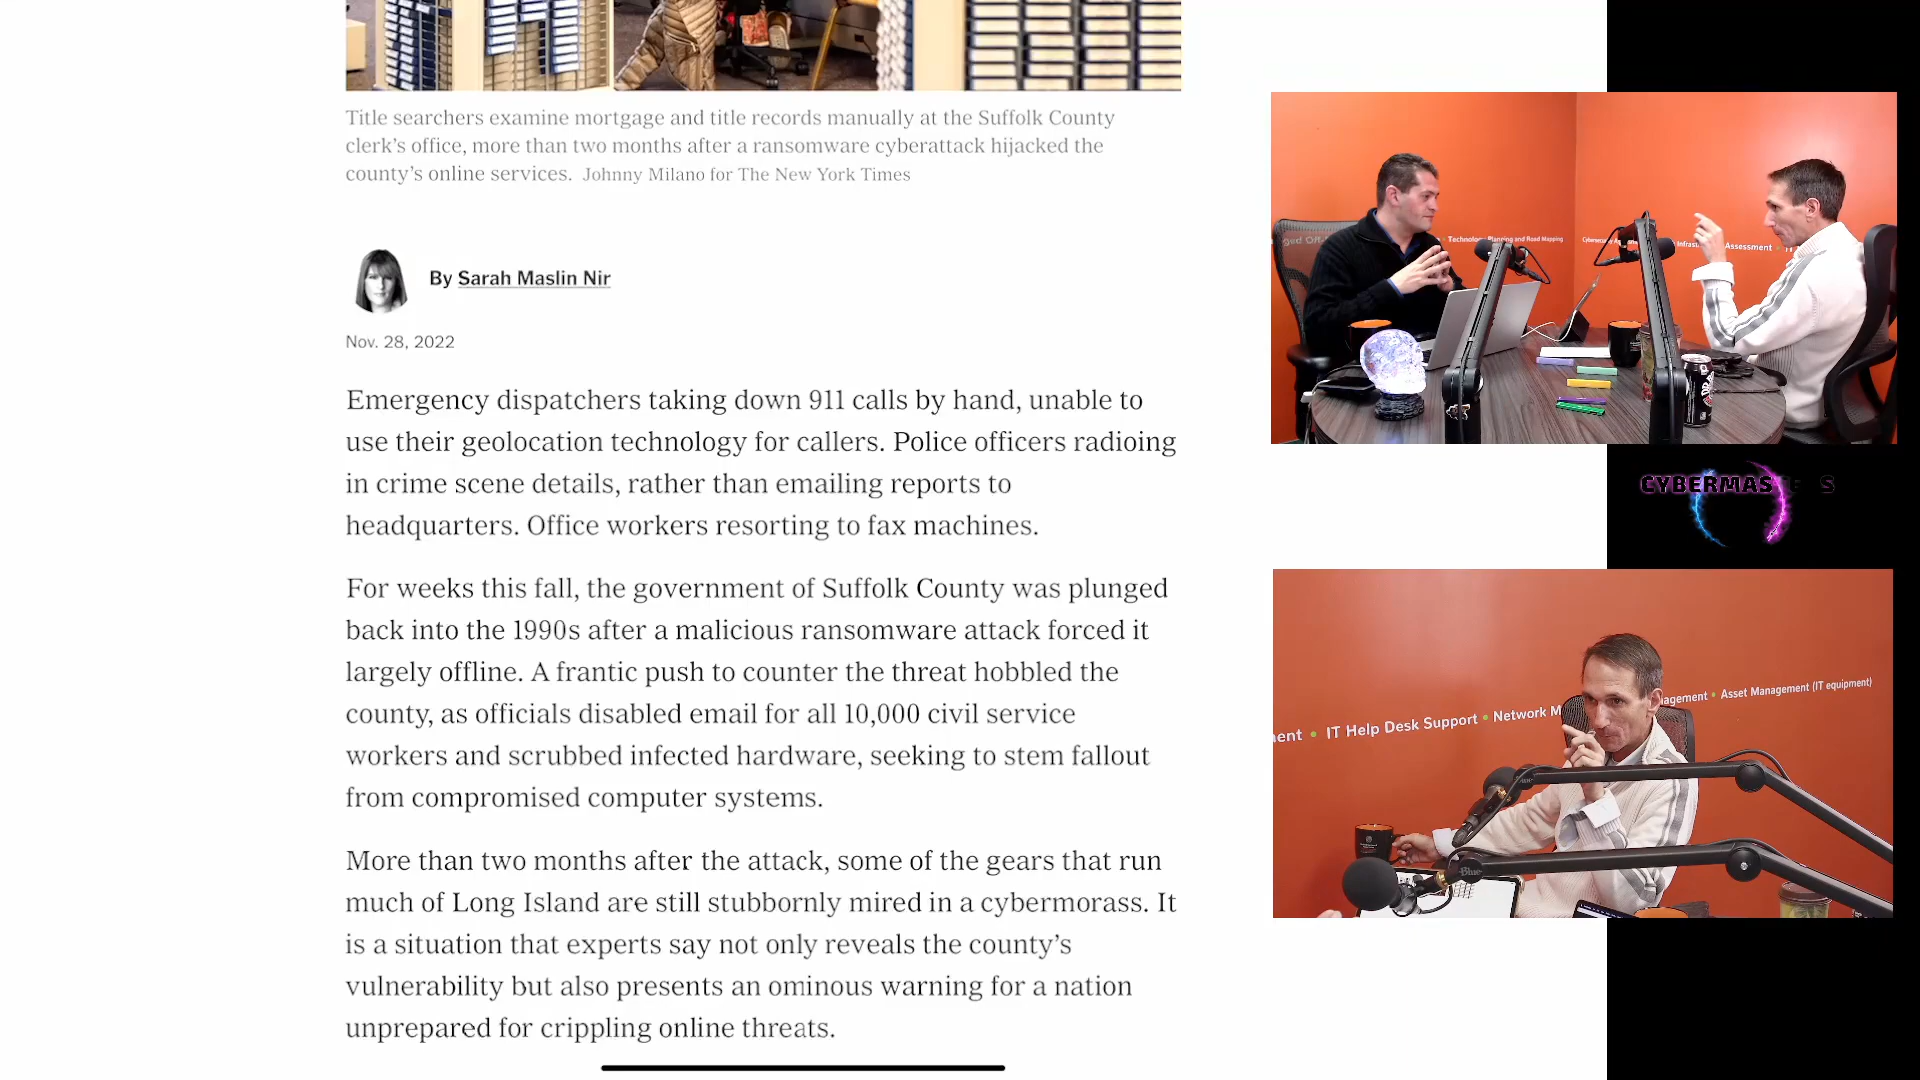 Title searchers examine mortgage and title records manually at the Suffolk County
clerk's office, more than two months after a ransomware cyberattack hijacked the
county's online services. Johnny Milano for The New York Times
By Sarah Maslin Nir
Nov. 28, 2022
Emergency dispatchers taking down 911 calls by hand, unable to
use their geolocation technology for callers. Police officers radioing
in crime scene details, rather than emailing reports to
headquarters. Office workers resorting to fax machines.
For weeks this fall, the government of Suffolk County was plunged
back into the 1990s after a malicious ransomware attack forced it
largely offline. A frantic push to counter the threat hobbled the
county, as officials disabled email for all 10,000 civil service
workers and scrubbed infected hardware, seeking to stem fallout
from compromised computer systems.
More than two months after the attack, some of the gears that run
much of Long Island are still stubbornly mired in a cybermorass. It
is a situation that experts say not only reveals the county's
vulnerability but also presents an ominous warning for a nation
unprepared for crippling online threats.
Technology Planning and Road Mapping
Assessment •
CYBERMAS S
ent • IT Help Desk Support • Network M agement • Asset Management (IT equipment)
Blue